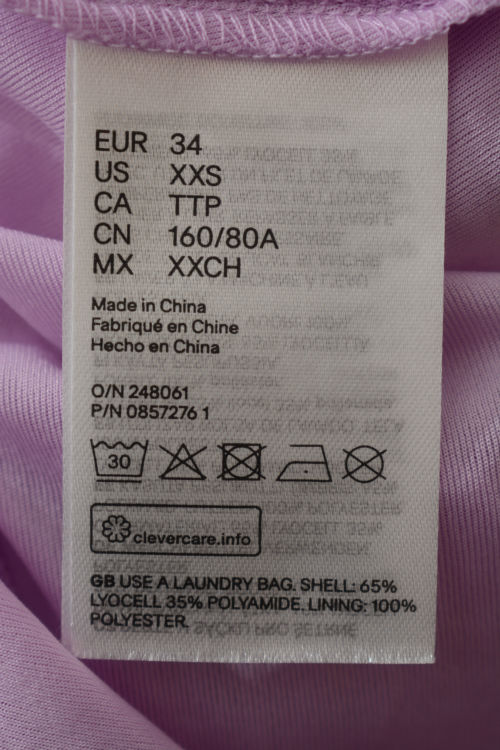 EUR 34
US XXS
CA TTP
CN 160/80A
MX XXCH
Made in China
Fabriqué en Chine
Hecho en China
O/N 248061
P/N 0857276 1
30
clevercare.info
GB USE A LAUNDRY BAG. SHELL: 65%
LYOCELL 35% POLYAMIDE. LINING: 100%
POLYESTER.